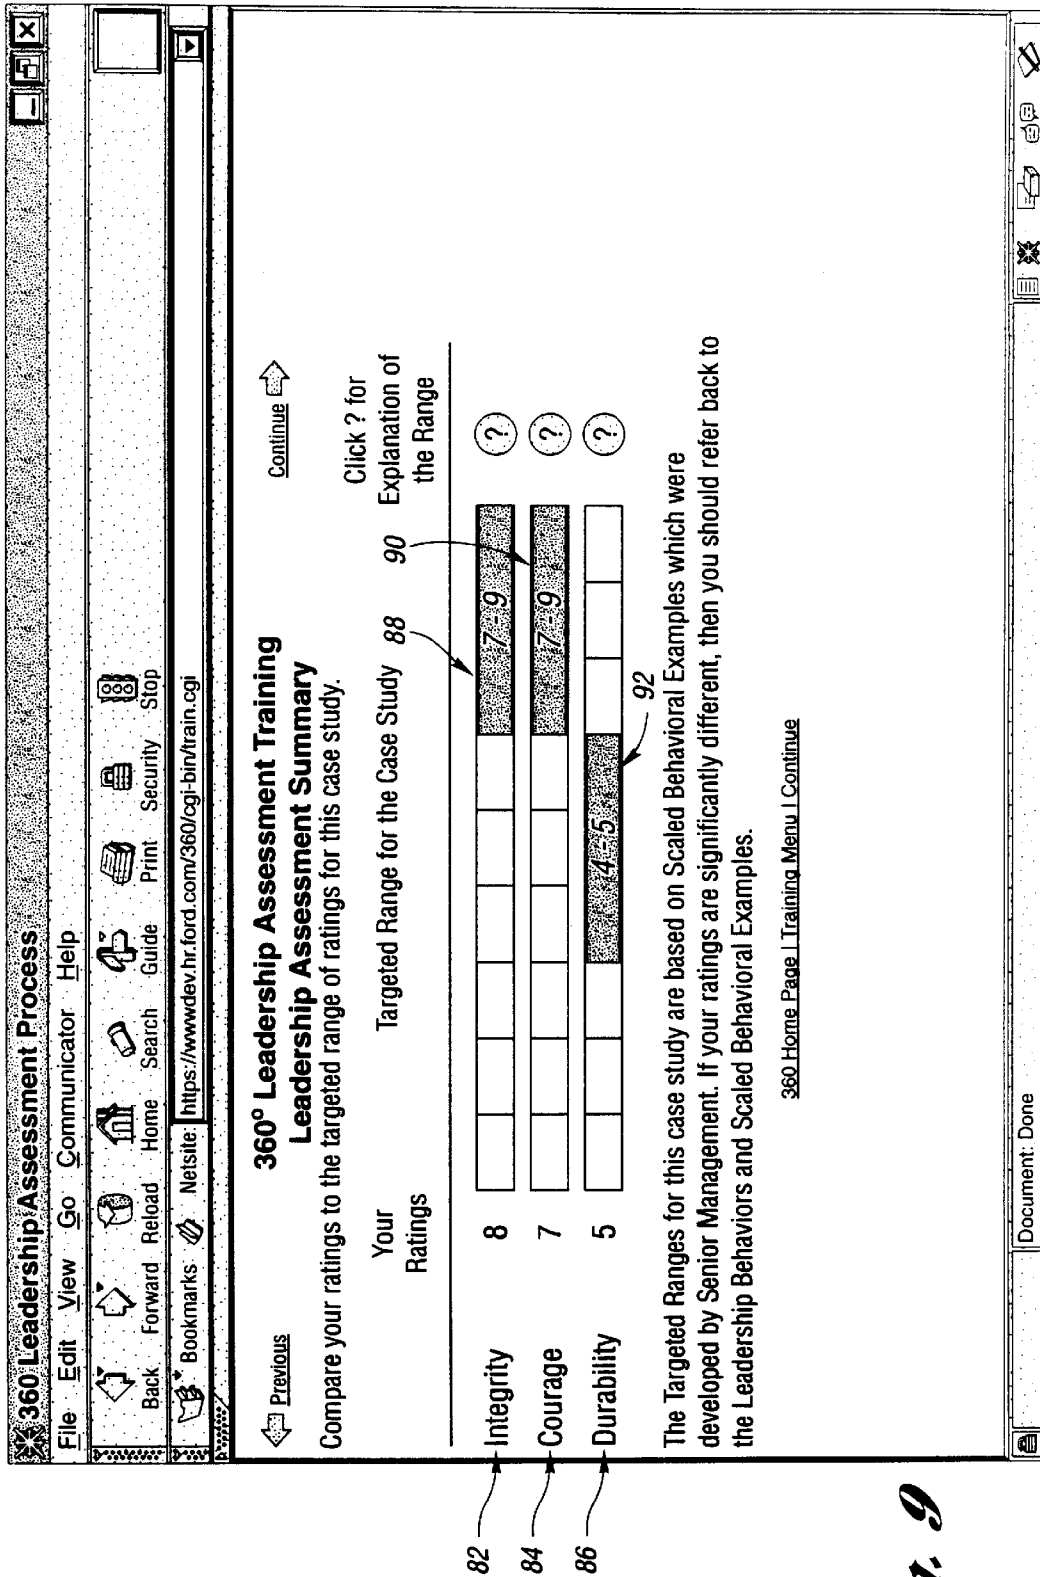 360 Leadership Assessment Process
File Edit View Go Communicator Help
Back Forward Reload Home Search Guide Print Security Stop
Bookmarks Netsite: https://wwwdev.hr.ford.com/360/cgi-bin/train.cgi
Previous
Continue
360° Leadership Assessment Training
Leadership Assessment Summary
Compare your ratings to the targeted range of ratings for this case study.
Your
Ratings
Targeted Range for the Case Study
88
90
Click ? for
Explanation of
the Range
82
Integrity 8 7-9 ?
84
Courage 7 7-9 ?
86
Durability 5 4-5 ?
92
The Targeted Ranges for this case study are based on Scaled Behavioral Examples which were
developed by Senior Management. If your ratings are significantly different, then you should refer back to
the Leadership Behaviors and Scaled Behavioral Examples.
360 Home Page | Training Menu | Continue
Document: Done
9